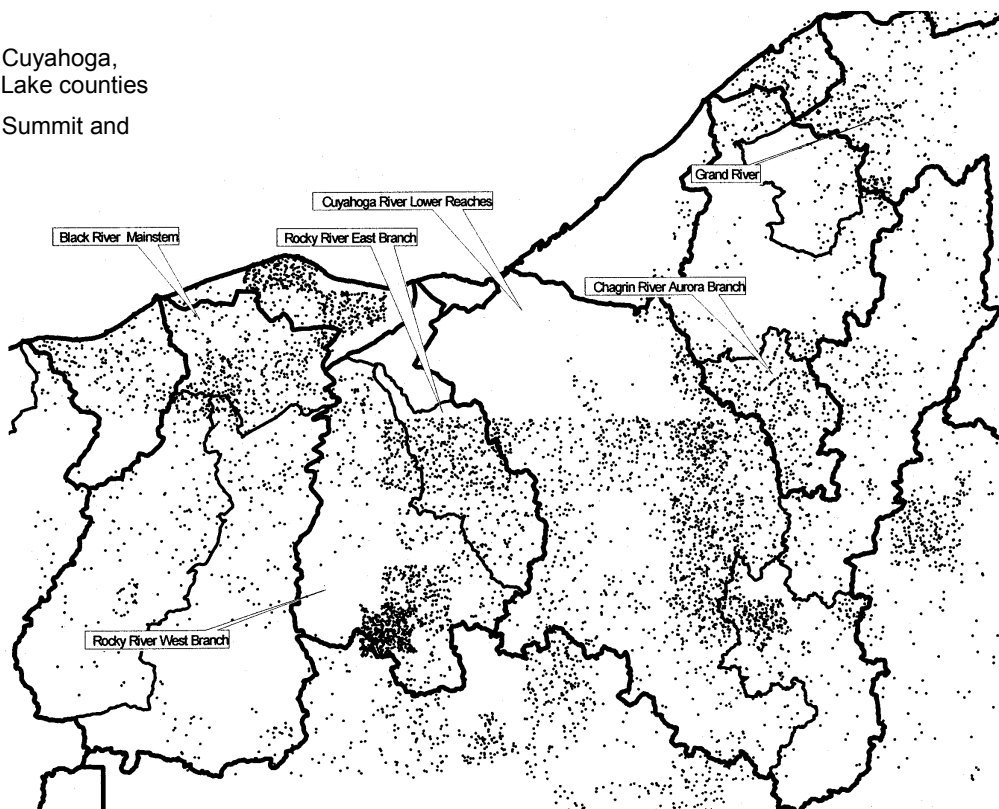 Cuyahoga,
Lake counties
Summit and
Grand River
Cuyahoga River Lower Reaches
Black River Mainstem
Rocky River East Branch
Chagrin River Aurora Branch
Rocky River West Branch